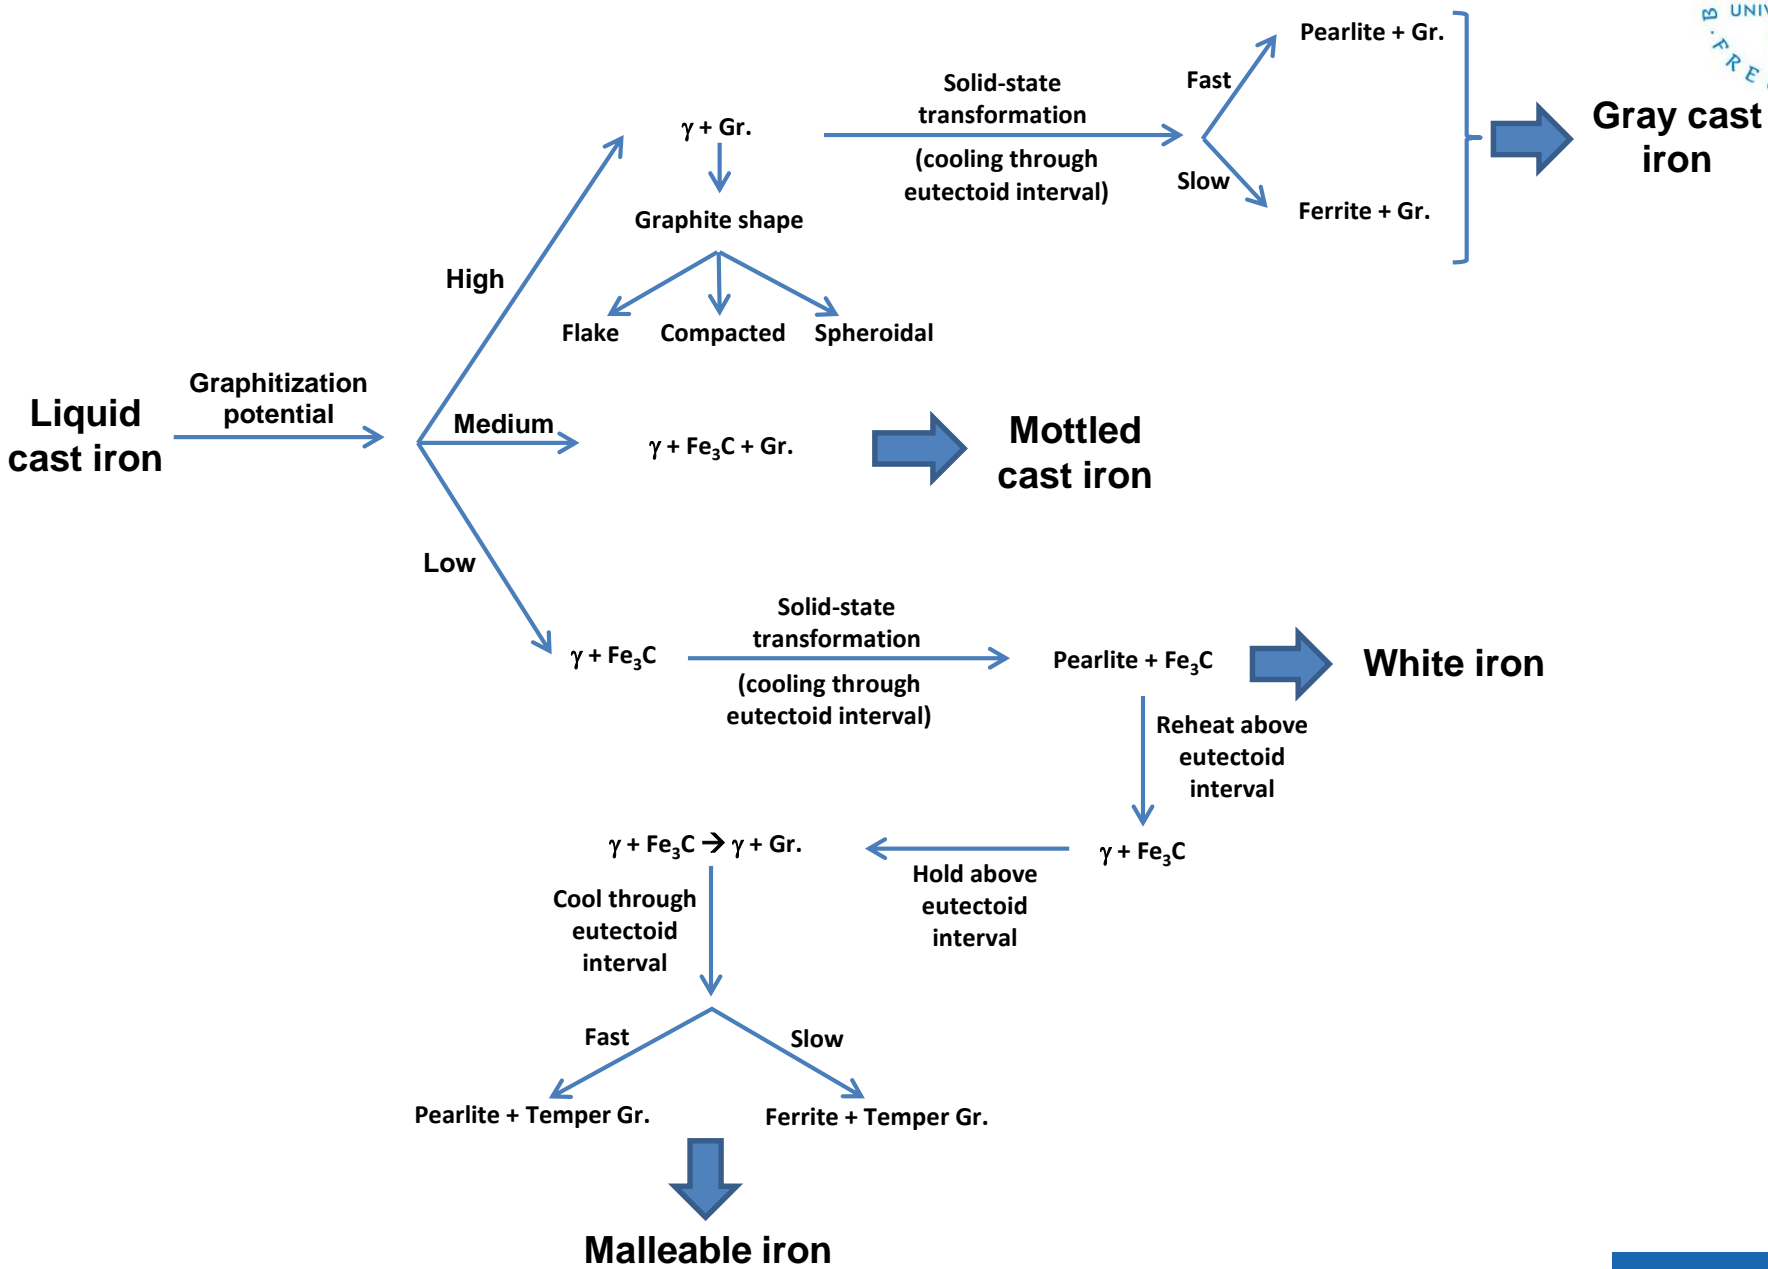 B
UNIV
· F R E
Pearlite + Gr.
Solid-state
transformation
Fast
γ + Gr.
Gray cast
iron
(cooling through
eutectoid interval)
Slow
Graphite shape
Ferrite + Gr.
High
Flake
Compacted
Spheroidal
Graphitization
potential
Liquid
cast iron
Medium
γ + Fe₃C + Gr.
Mottled
cast iron
Low
Solid-state
transformation
γ + Fe₃C
Pearlite + Fe₃C
White iron
(cooling through
eutectoid interval)
Reheat above
eutectoid
interval
γ + Fe₃C → γ + Gr.
γ + Fe₃C
Hold above
eutectoid
interval
Cool through
eutectoid
interval
Fast
Slow
Pearlite + Temper Gr.
Ferrite + Temper Gr.
Malleable iron